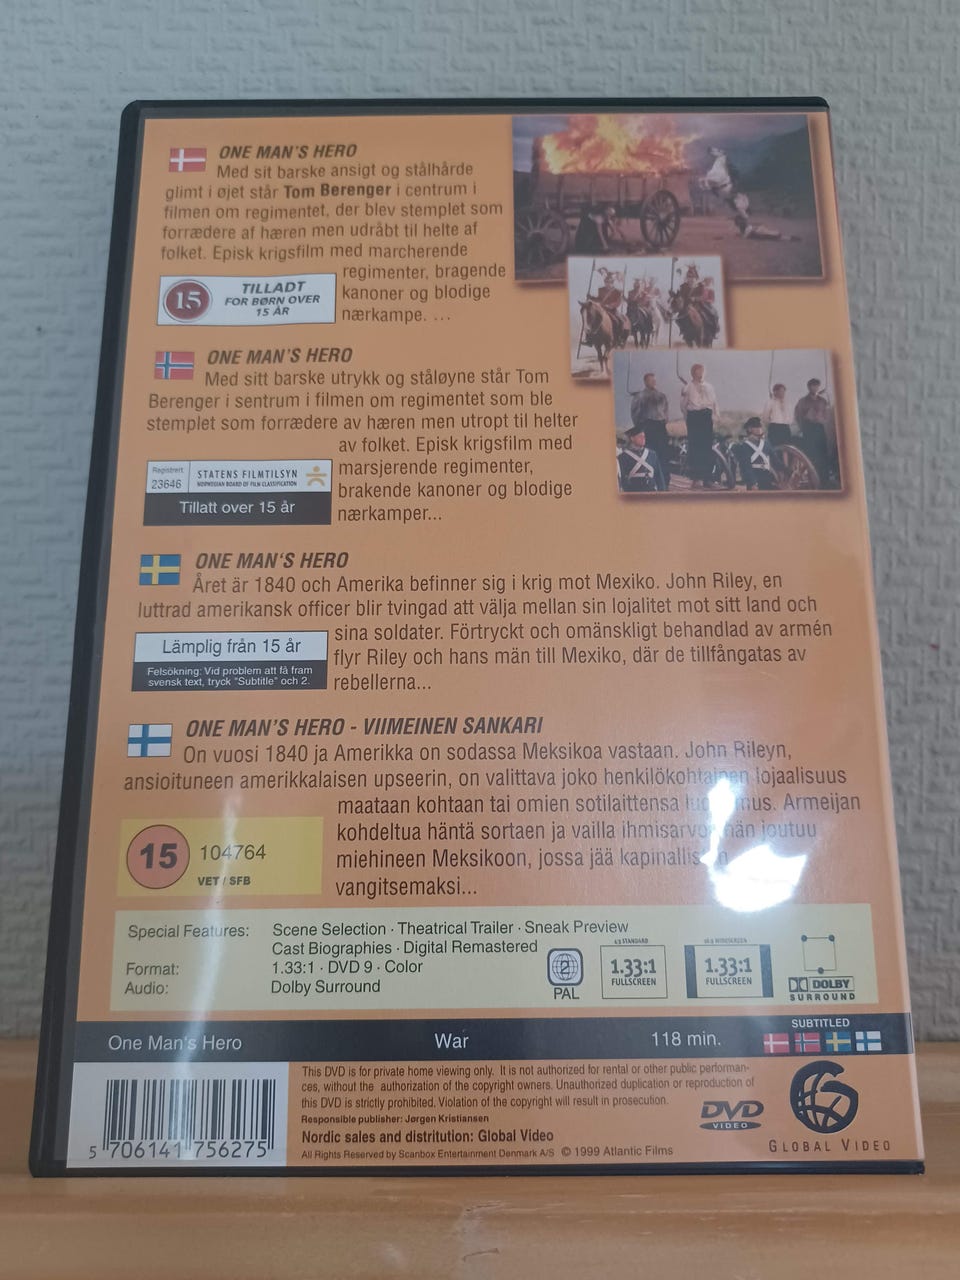 ONE MAN'S HERO
Med sit barske ansigt og stålhårde
glimt i øjet står Tom Berenger i centrum i
filmen om regimentet, der blev stemplet som
forrædere af hæren men udråbt til helte af
folket. Episk krigsfilm med marcherende
regimenter, bragende
kanoner og blodige
nærkampe. ...
15
TILLADT
FOR BØRN OVER
15 ÅR
ONE MAN'S HERO
Med sitt barske utrykk og ståløyne står Tom
Berenger i sentrum i filmen om regimentet som ble
stemplet som forrædere av hæren men utropt til helter
av folket. Episk krigsfilm med
marsjerende regimenter,
brakende kanoner og blodige
nærkamper...
Registrert
23646
STATENS FILMTILSYN
NORWEGIAN BOARD OF FILM CLASSIFICATION
Tillatt over 15 år
ONE MAN'S HERO
Året är 1840 och Amerika befinner sig i krig mot Mexiko. John Riley, en
luttrad amerikansk officer blir tvingad att välja mellan sin lojalitet mot sitt land och
sina soldater. Förtryckt och omänskligt behandlad av armén
flyr Riley och hans män till Mexiko, där de tillfångatas av
rebellerna...
Lämplig från 15 år
Felsökning: Vid problem att få fram
svensk text, tryck "Subtitle" och 2.
ONE MAN'S HERO - VIIMEINEN SANKARI
On vuosi 1840 ja Amerikka on sodassa Meksikoa vastaan. John Rileyn,
ansioituneen amerikkalaisen upseerin, on valittava joko henkilökohtainen lojaalisuus
maataan kohtaan tai omien sotilaittensa Armeijan
kohdeltua häntä sortaen ja vailla joutuu
miehineen Meksikoon, jossa jää
vangitsemaksi...
15
104764
VET / SFB
Special Features: Scene Selection · Theatrical Trailer · Sneak Preview
Cast Biographies · Digital Remastered
Format: 1.33:1 · DVD 9 · Color
Audio: Dolby Surround
2
PAL
4:3 STANDARD
1.33:1
FULLSCREEN
16:9 WIDESCREEN
1.33:1
FULLSCREEN
DOLBY
SURROUND
One Man's Hero War 118 min.
SUBTITLED
5 706141 756275
This DVD is for private home viewing only. It is not authorized for rental or other public performan-
ces, without the authorization of the copyright owners. Unauthorized duplication or reproduction of
this DVD is strictly prohibited. Violation of the copyright will result in prosecution.
Responsible publisher: Jørgen Kristiansen
Nordic sales and distritution: Global Video
All Rights Reserved by Scanbox Entertainment Denmark A/S © 1999 Atlantic Films
DVD
VIDEO
GLOBAL VIDEO